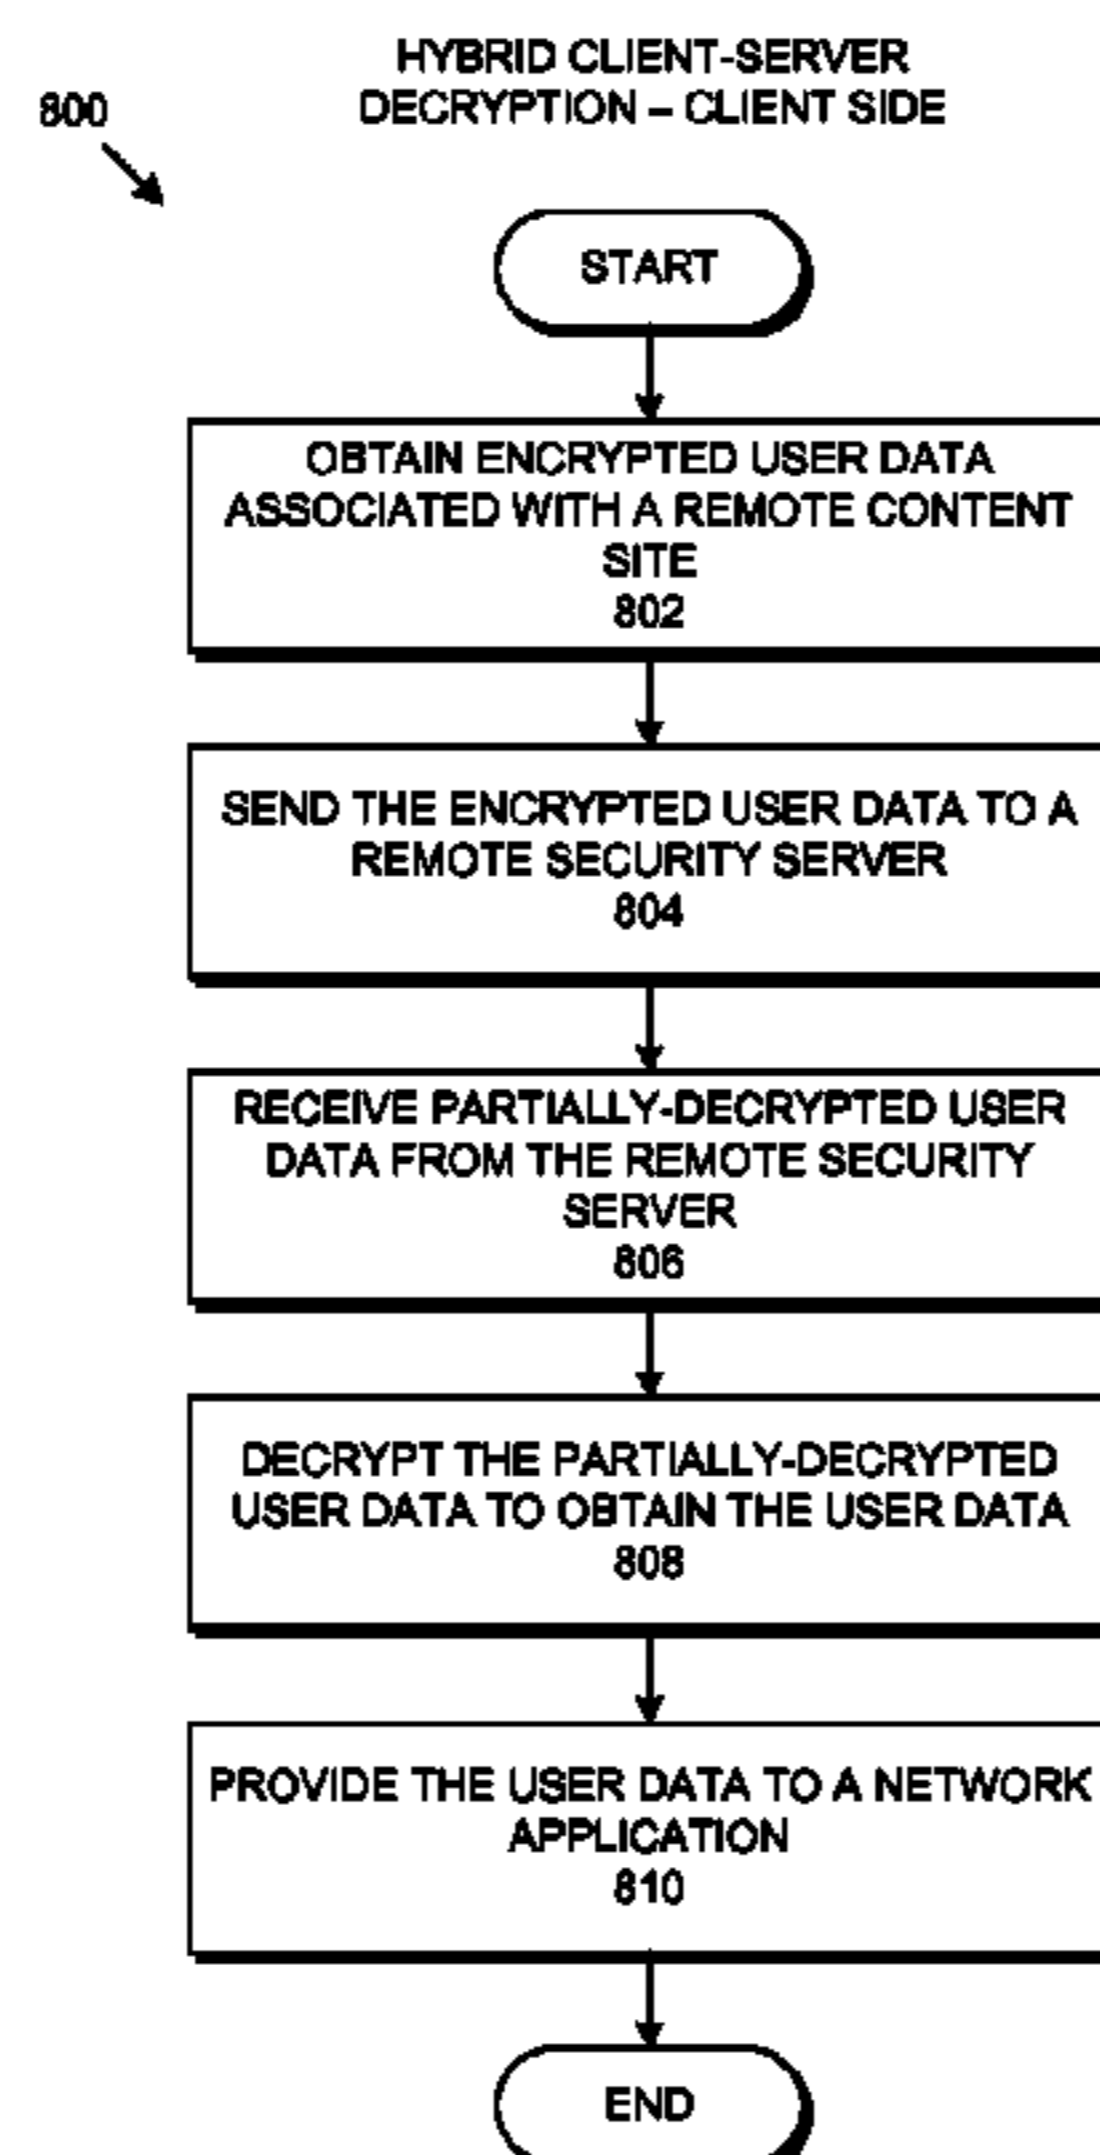 HYBRID CLIENT-SERVER
DECRYPTION – CLIENT SIDE
800
START
OBTAIN ENCRYPTED USER DATA
ASSOCIATED WITH A REMOTE CONTENT
SITE
802
SEND THE ENCRYPTED USER DATA TO A
REMOTE SECURITY SERVER
804
RECEIVE PARTIALLY-DECRYPTED USER
DATA FROM THE REMOTE SECURITY
SERVER
806
DECRYPT THE PARTIALLY-DECRYPTED
USER DATA TO OBTAIN THE USER DATA
808
PROVIDE THE USER DATA TO A NETWORK
APPLICATION
810
END